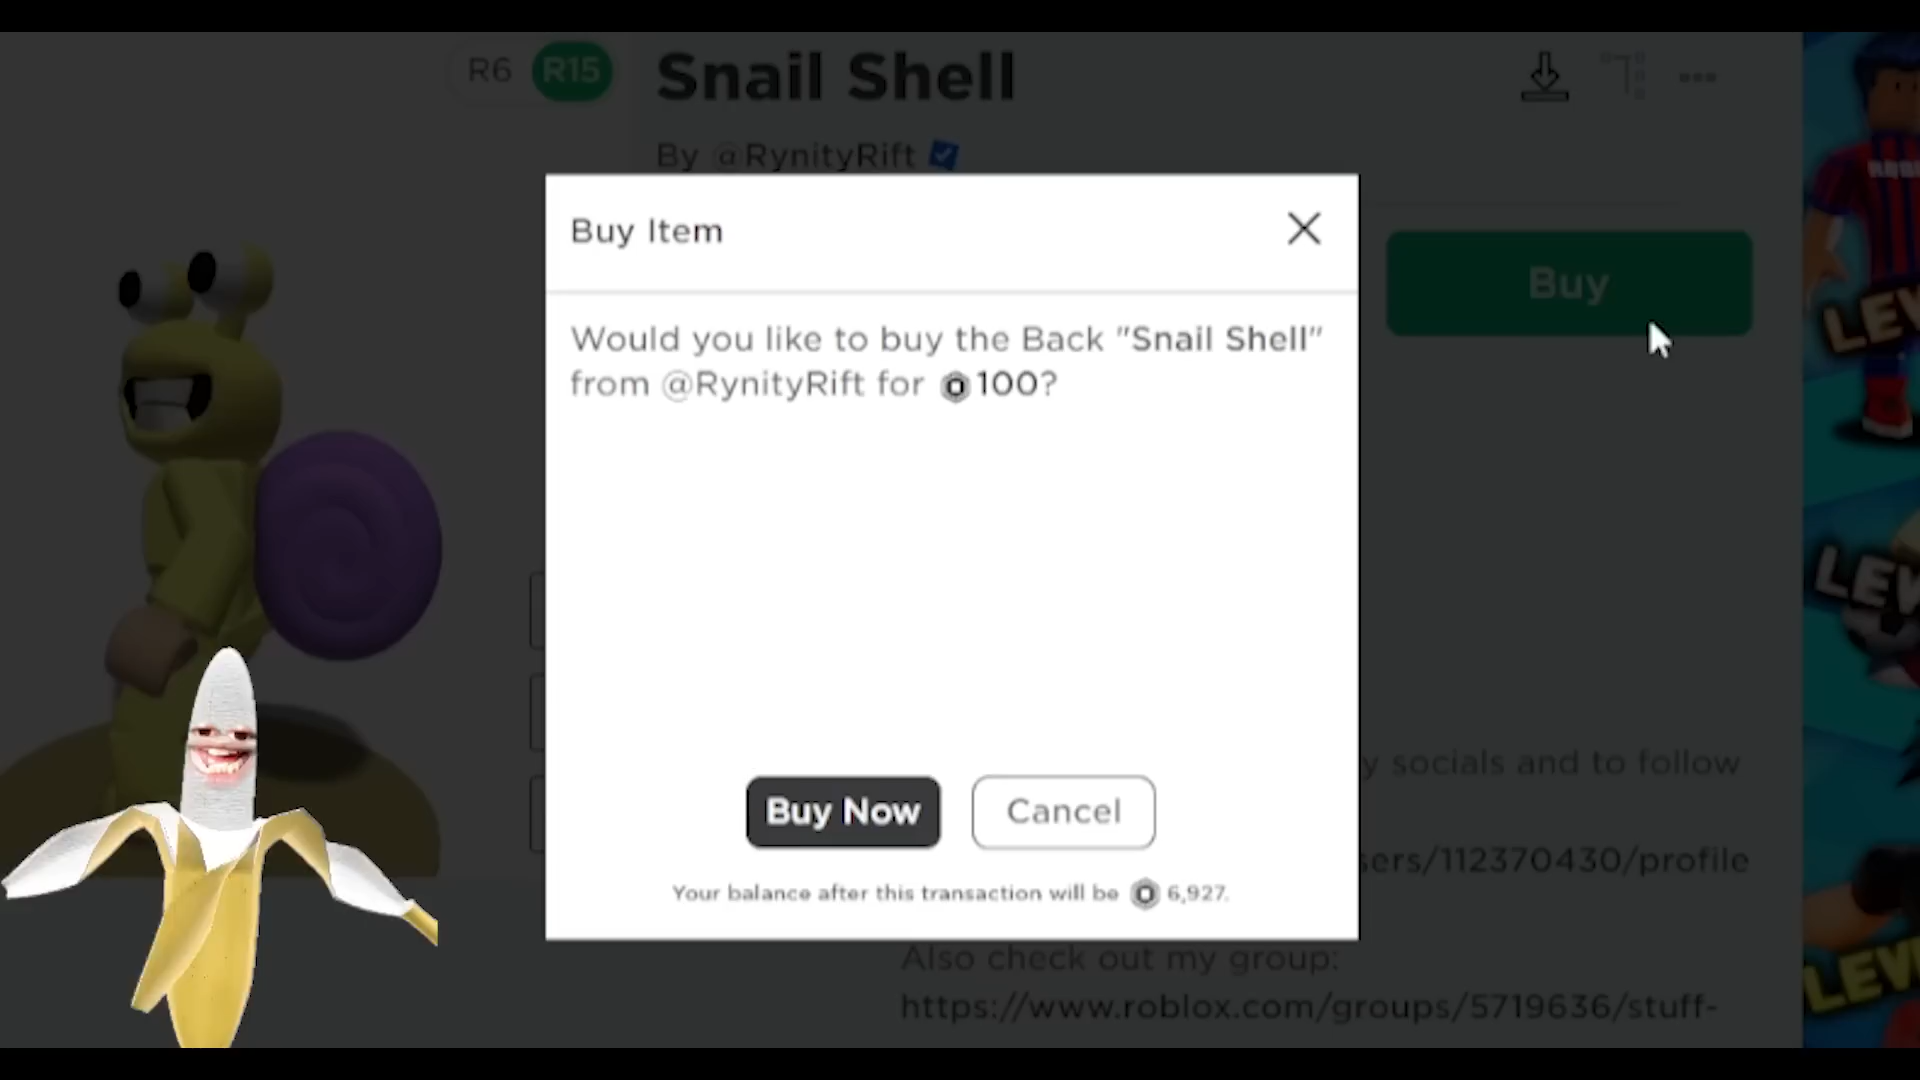 R6 R15
Snail Shell
By @RynityRift
Buy
Buy Item
Would you like to buy the Back "Snail Shell"
from @RynityRift for 100?
Buy Now
Cancel
Your balance after this transaction will be 6,927.
socials and to follow
/112370430/profile
Also check out my group:
https://www.roblox.com/groups/5719636/stuff-